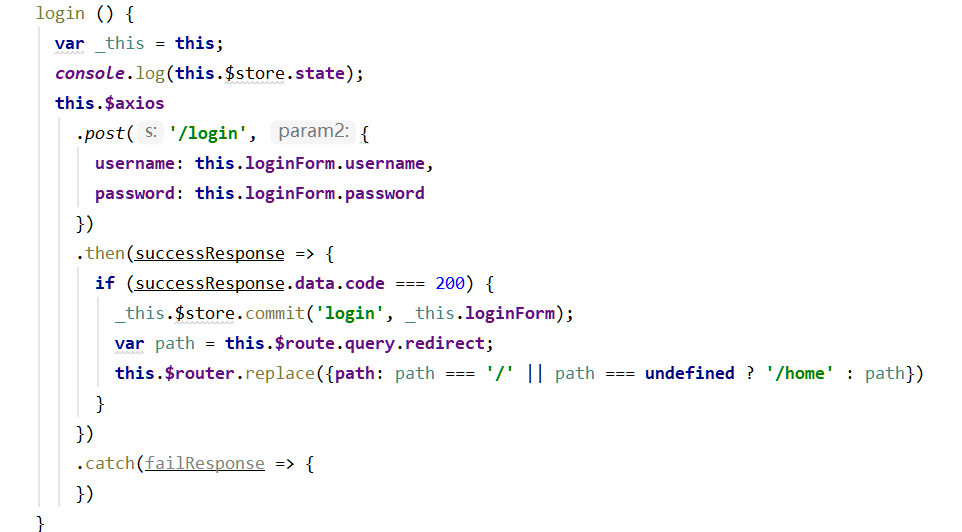 login () {
var _this = this;
console.log(this.$store.state);
this.$axios
.post( s: '/login', param2: {
username: this.loginForm.username,
password: this.loginForm.password
})
.then(successResponse => {
if (successResponse.data.code === 200) {
_this.$store.commit('login', _this.loginForm);
var path = this.$route.query.redirect;
this.$router.replace({path: path === '/' || path === undefined ? '/home' : path})
}
})
.catch(failResponse => {
})
}